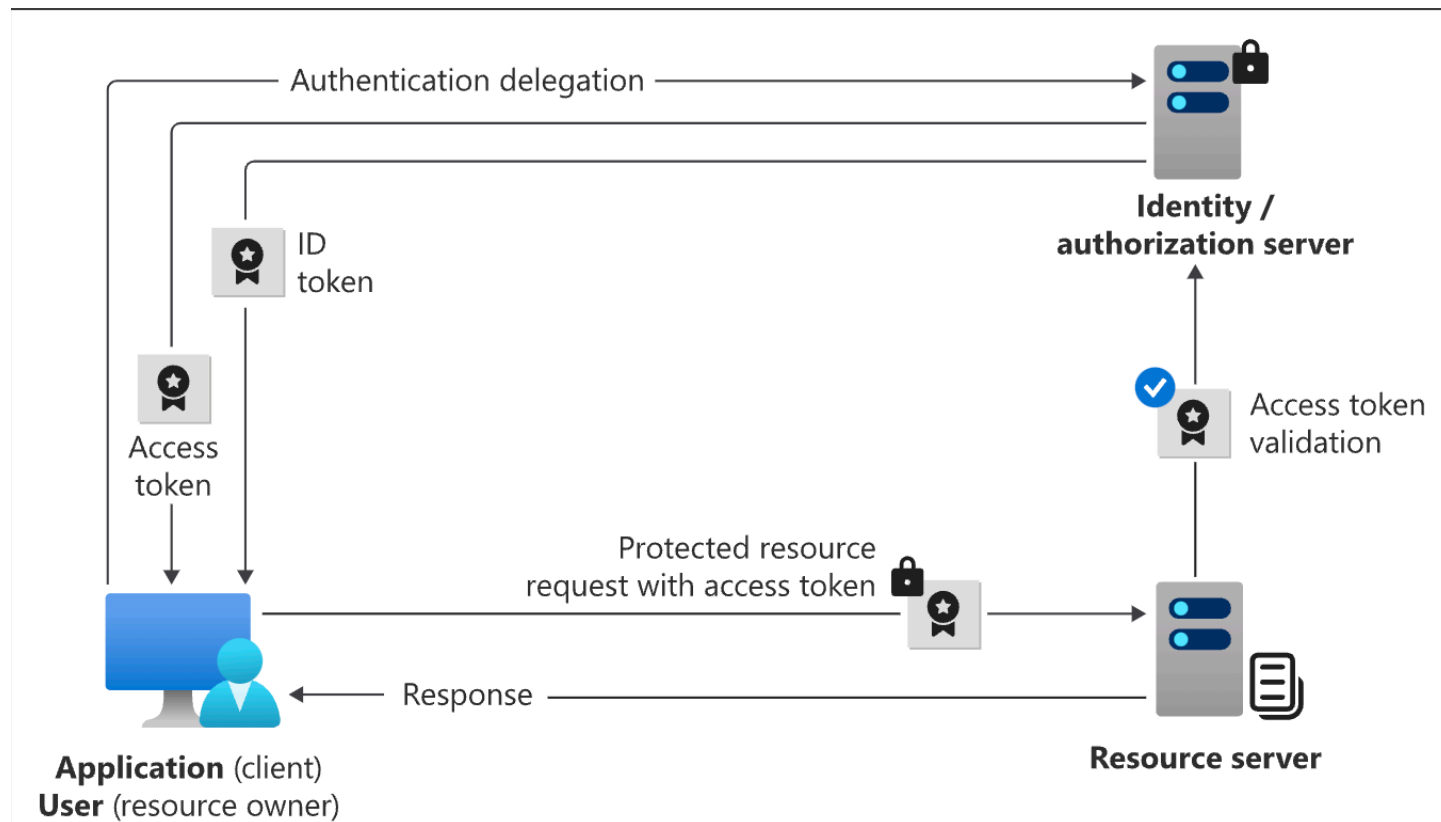 Authentication delegation
Identity /
authorization server
ID
token
Access
token
Access token
validation
Protected resource
request with access token
Response
Application (client)
User (resource owner)
Resource server